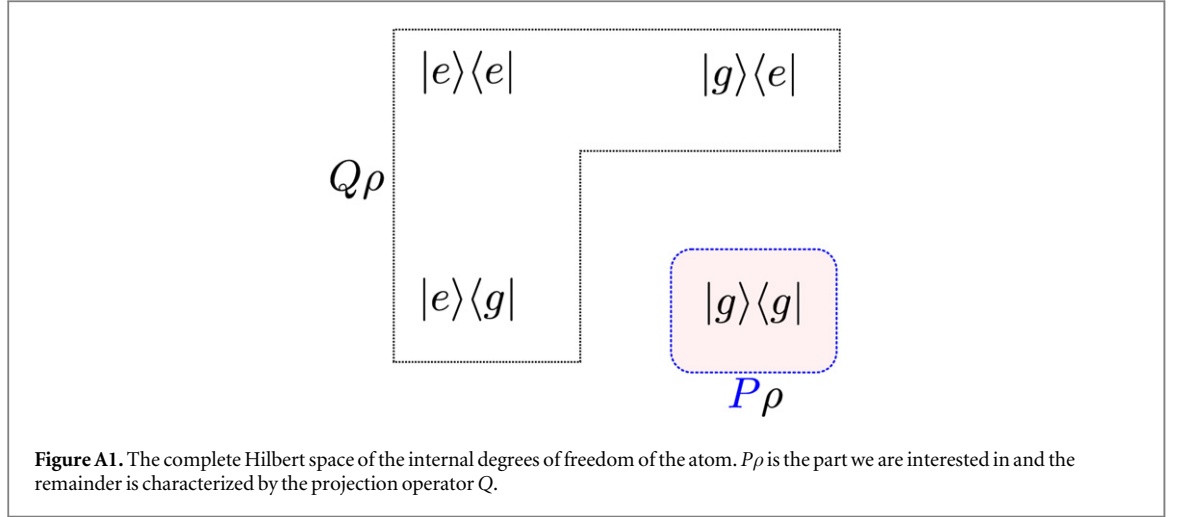 |e⟩⟨e| |g⟩⟨e|
Qρ
|e⟩⟨g| |g⟩⟨g|
Pρ
Figure A1. The complete Hilbert space of the internal degrees of freedom of the atom. Pρ is the part we are interested in and the
remainder is characterized by the projection operator Q.